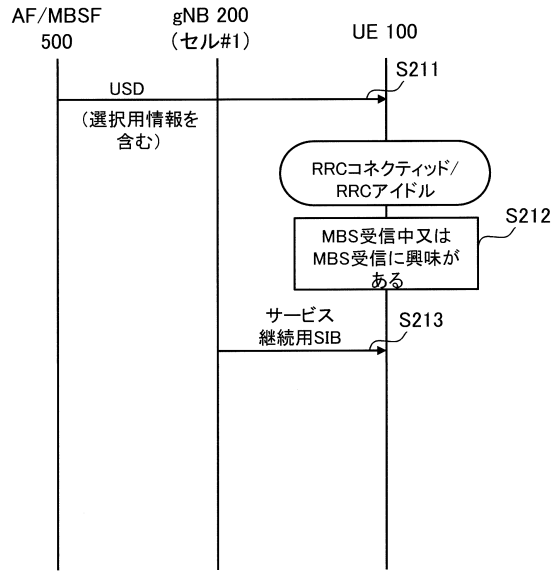 AF/MBSF
500
gNB 200
(セル#1)
UE 100
S211
USD
(選択用情報を
含む)
RRCコネクティッド/
RRCアイドル
S212
MBS受信中又は
MBS受信に興味が
ある
サービス
継続用SIB
S213